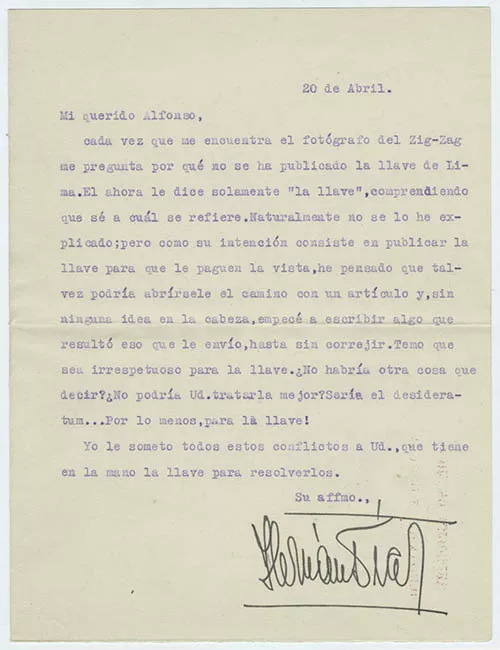 20 de Abril.
Mi querido Alfonso,
cada vez que me encuentra el fotógrafo del Zig-Zag
me pregunta por qué no se ha publicado la llave de Li-
ma.El ahora le dice solamente "la llave",comprendiendo
que sé a cuál se refiere.Naturalmente no se lo he ex-
plicado;pero como su intención consiste en publicar la
llave para que le paguen la vista,he pensado que tal-
vez podría abrírsele el camino con un artículo y,sin
ninguna idea en la cabeza,empecé a escribir algo que
resultó eso que le envío,hasta sin correjir.Temo que
sea irrespetuoso para la llave.¿No habría otra cosa que
decir?¿No podría Ud.tratarla mejor?Sería el desidera-
tum...Por lo menos,para la llave!
Yo le someto todos estos conflictos a Ud.,que tiene
en la mano la llave para resolverlos.
Su affmo.,
Hernán Díaz